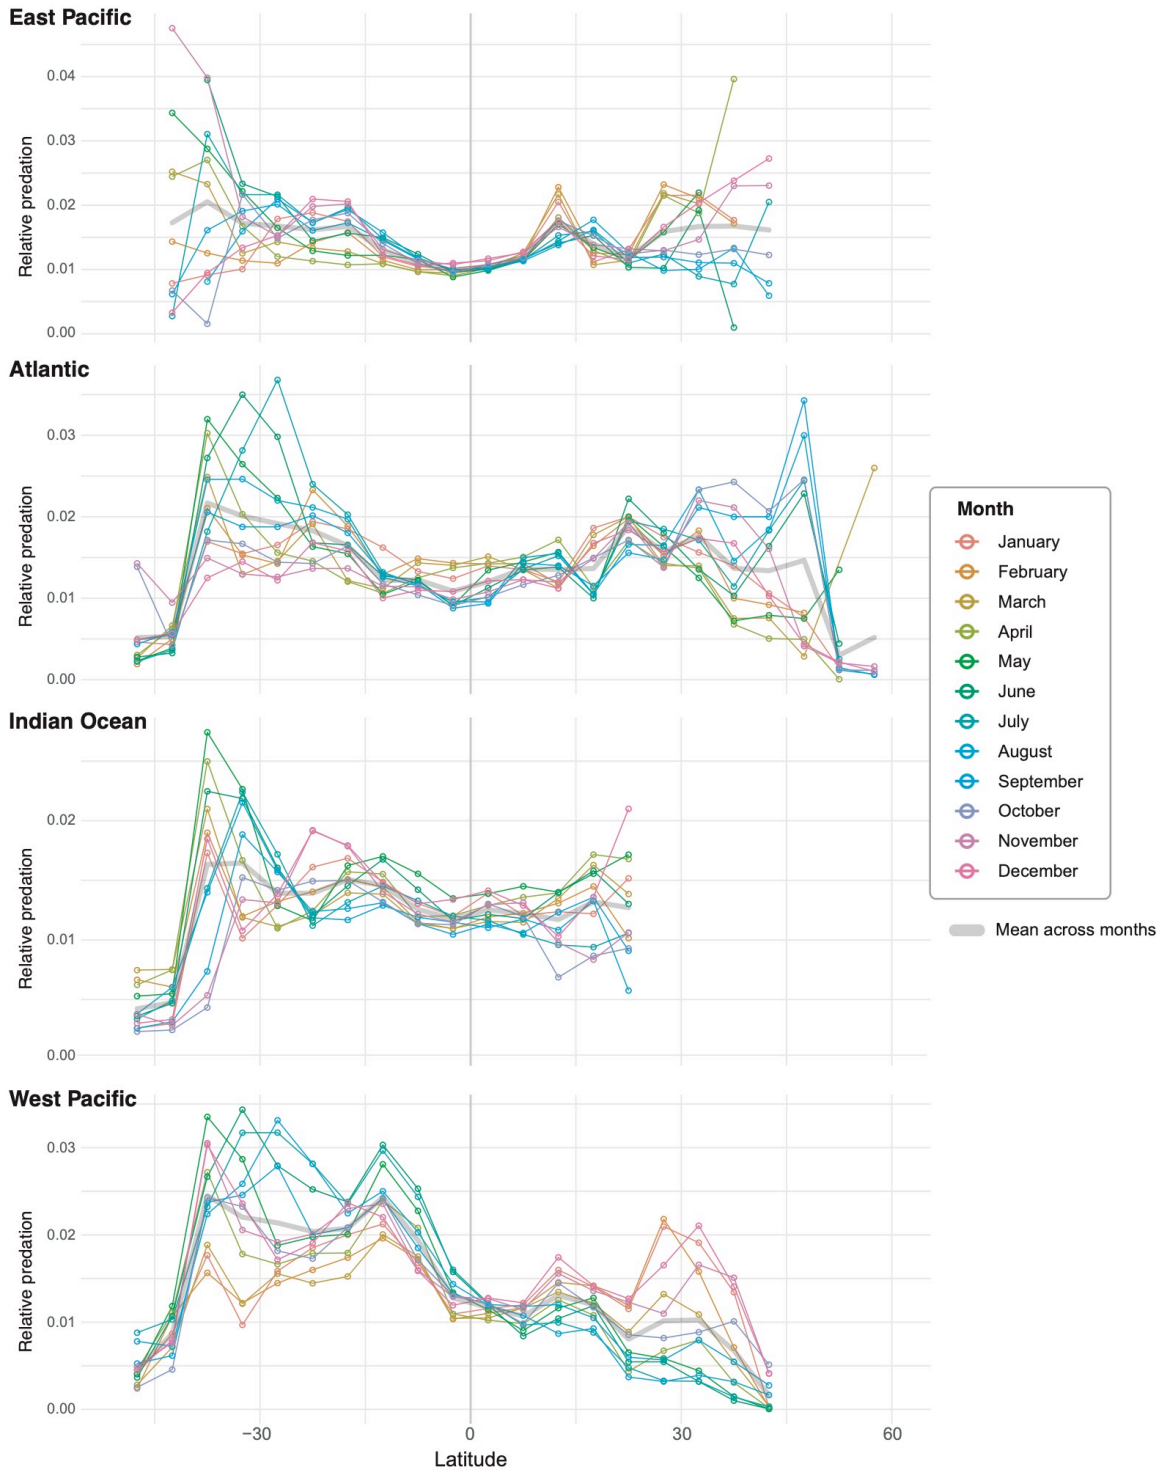 East Pacific
Relative predation
0.04
0.03
0.02
0.01
0.00
Atlantic
Relative predation
0.03
0.02
0.01
0.00
Indian Ocean
Relative predation
0.02
0.01
0.00
West Pacific
Relative predation
0.03
0.02
0.01
0.00
−30
0
30
60
Latitude
Month
January
February
March
April
May
June
July
August
September
October
November
December
Mean across months